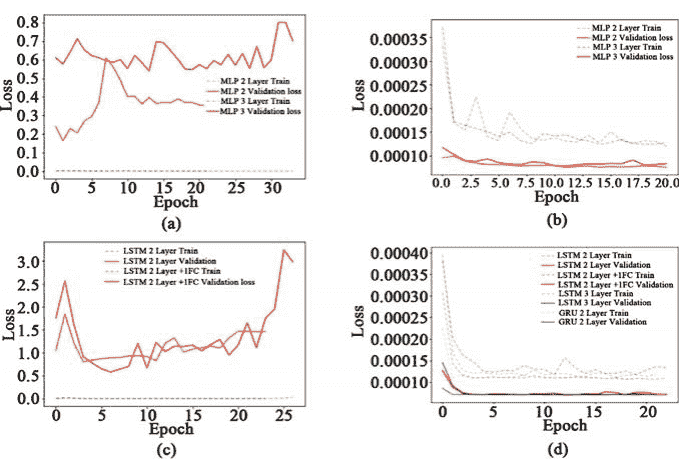 0.8
0.7
0.6
0.5
0.4
0.3
0.2
0.1
0.0
Loss
MLP 2 Layer Train
MLP 2 Validation loss
MLP 3 Layer Train
MLP 3 Validation loss
0 5 10 15 20 25 30
Epoch
(a)
0.00035
0.00030
0.00025
0.00020
0.00015
0.00010
Loss
MLP 2 Layer Train
MLP 2 Validation loss
MLP 3 Layer Train
MLP 3 Validation loss
0.0 2.5 5.0 7.5 10.0 12.5 15.0 17.5 20.0
Epoch
(b)
3.0
2.5
2.0
1.5
1.0
0.5
0.0
Loss
LSTM 2 Layer Train
LSTM 2 Layer Validation
LSTM 2 Layer +1FC Train
LSTM 2 Layer +1FC Validation loss
0 5 10 15 20 25
Epoch
(c)
0.00040
0.00035
0.00030
0.00025
0.00020
0.00015
0.00010
Loss
LSTM 2 Layer Train
LSTM 2 Layer Validation
LSTM 2 Layer +1FC Train
LSTM 2 Layer +1FC Validation
LSTM 3 Layer Train
LSTM 3 Layer Validation
GRU 2 Layer Train
GRU 2 Layer Validation
0 5 10 15 20
Epoch
(d)